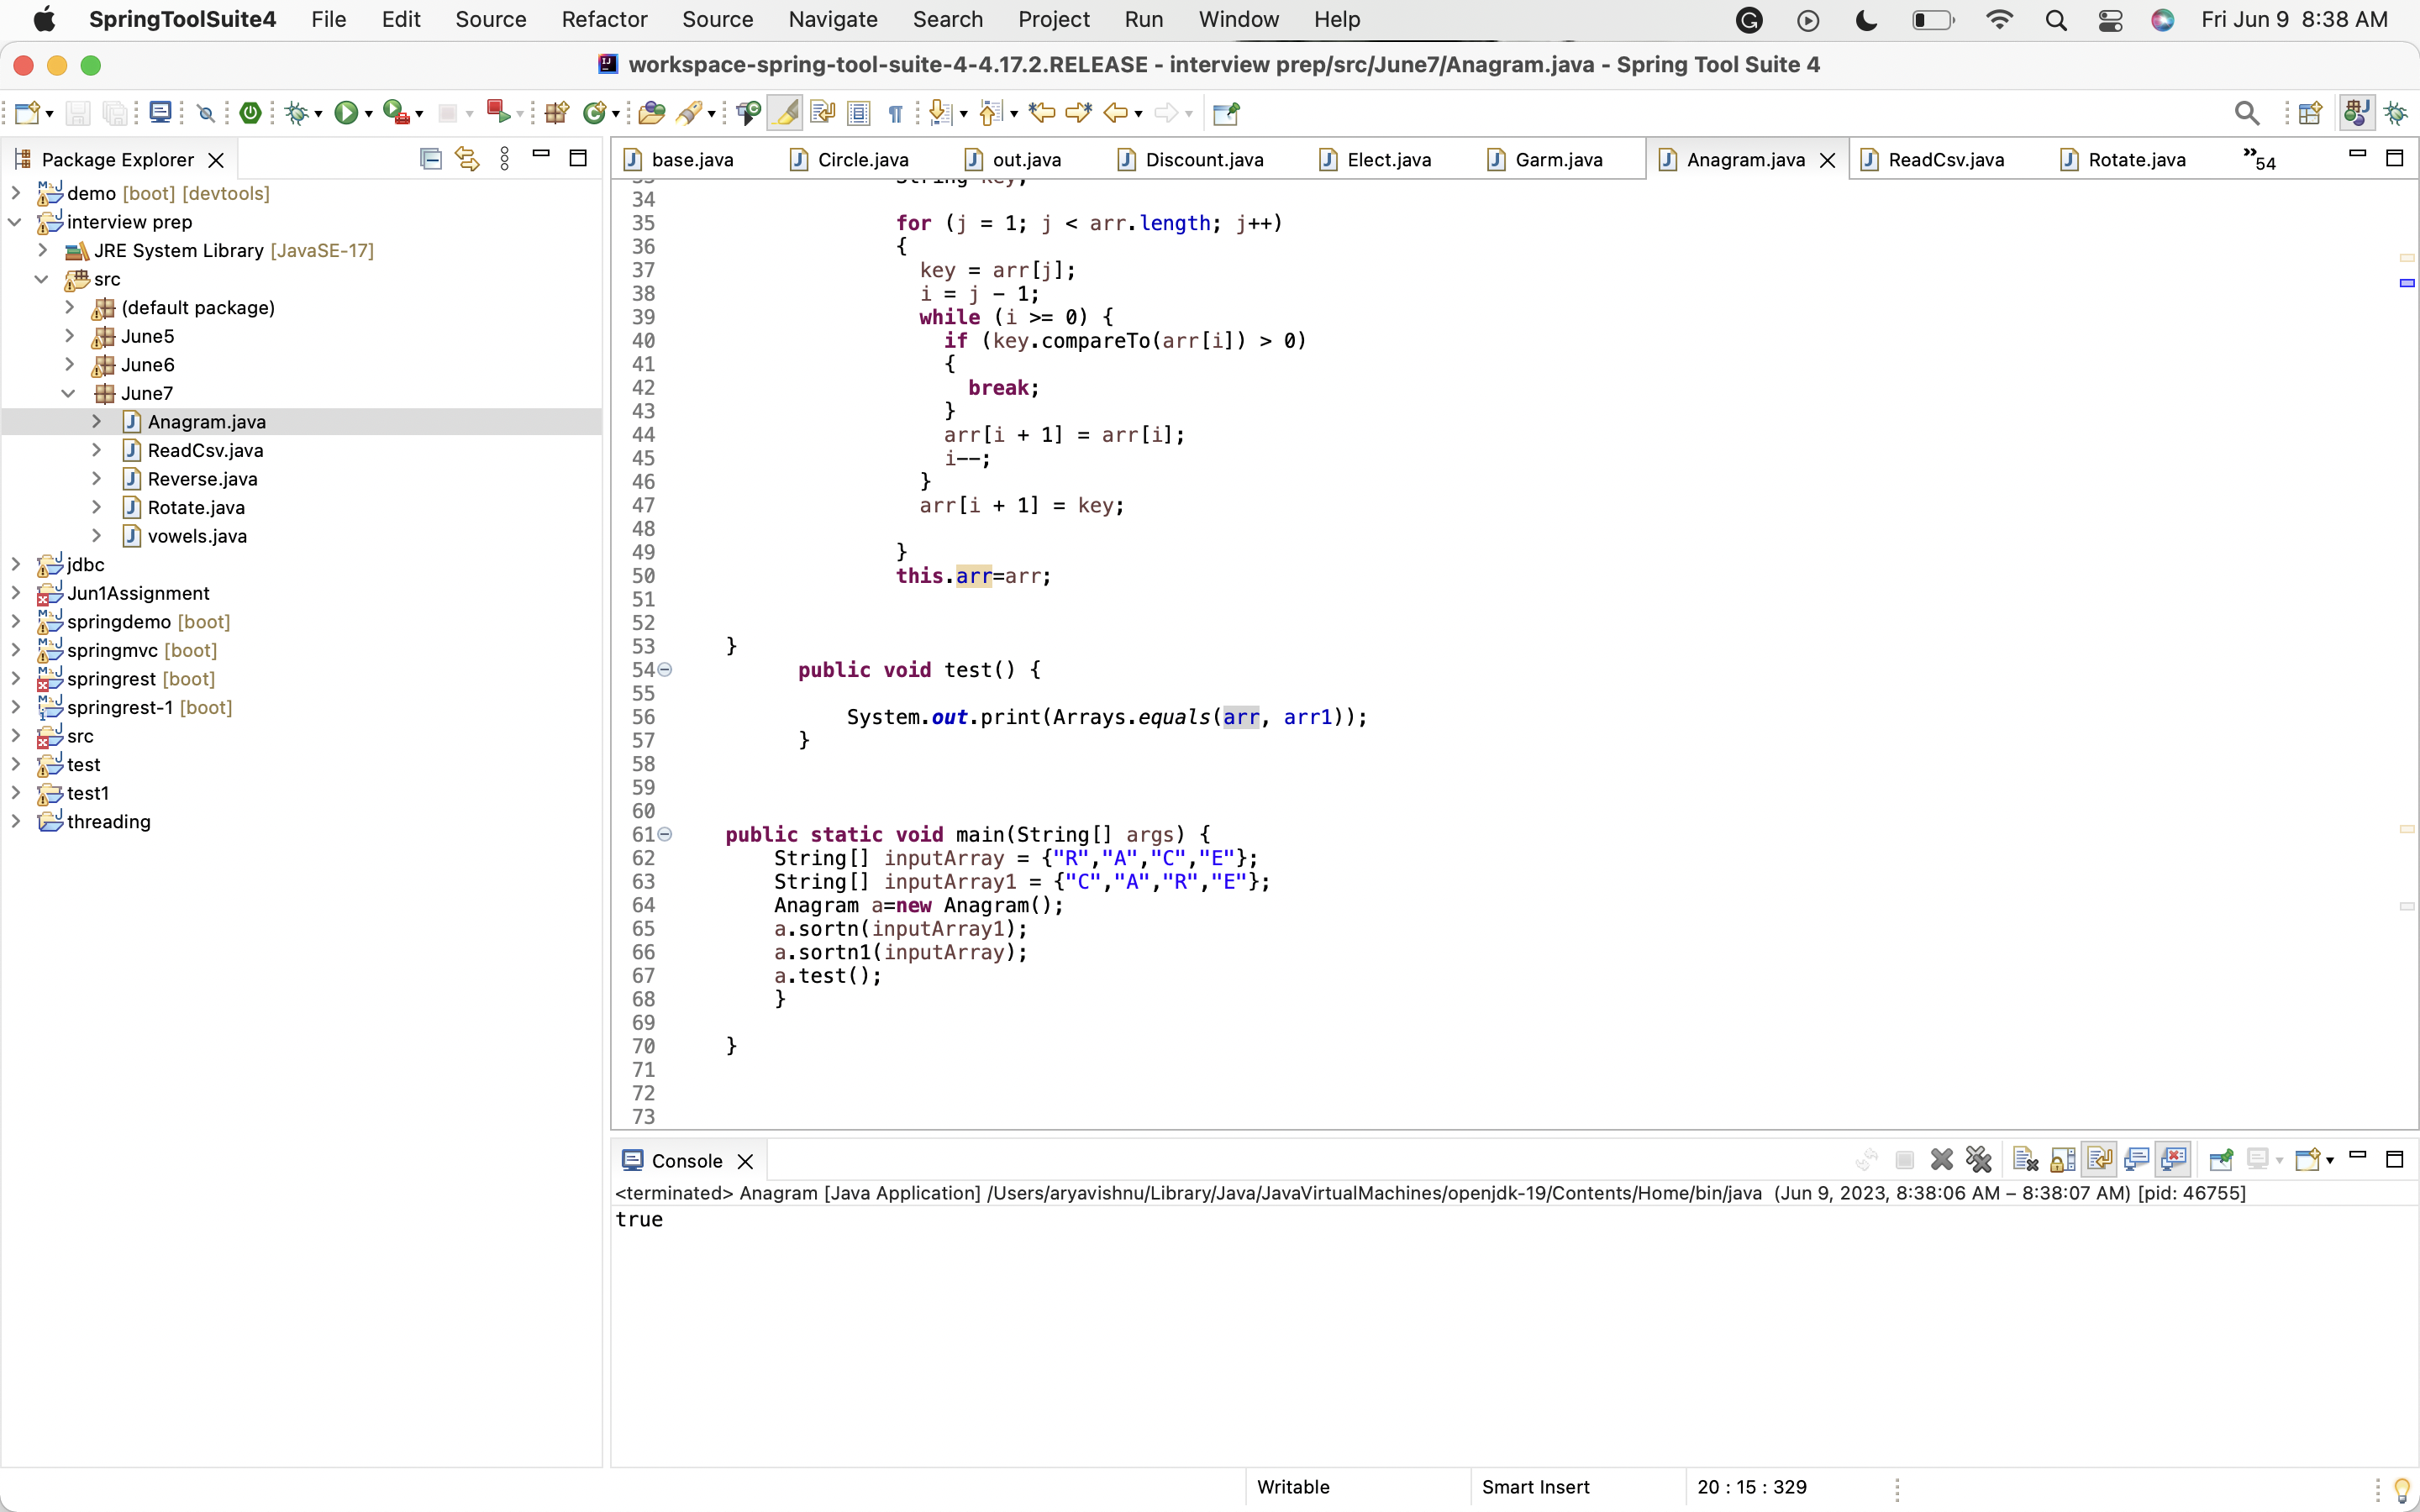 SpringToolSuite4 File Edit Source Refactor Source Navigate Search Project Run Window Help Fri Jun 9 8:38 AM
workspace-spring-tool-suite-4-4.17.2.RELEASE - interview prep/src/June7/Anagram.java - Spring Tool Suite 4
Package Explorer
demo [boot] [devtools]
interview prep
JRE System Library [JavaSE-17]
src
(default package)
June5
June6
June7
Anagram.java
ReadCsv.java
Reverse.java
Rotate.java
vowels.java
jdbc
Jun1Assignment
springdemo [boot]
springmvc [boot]
springrest [boot]
springrest-1 [boot]
src
test
test1
threading
base.java Circle.java out.java Discount.java Elect.java Garm.java Anagram.java ReadCsv.java Rotate.java »54
33 String key;
34
35 for (j = 1; j < arr.length; j++)
36 {
37 key = arr[j];
38 i = j - 1;
39 while (i >= 0) {
40 if (key.compareTo(arr[i]) > 0)
41 {
42 break;
43 }
44 arr[i + 1] = arr[i];
45 i--;
46 }
47 arr[i + 1] = key;
48
49 }
50 this.arr=arr;
51
52
53 }
54 public void test() {
55
56 System.out.print(Arrays.equals(arr, arr1));
57 }
58
59
60
61 public static void main(String[] args) {
62 String[] inputArray = {"R","A","C","E"};
63 String[] inputArray1 = {"C","A","R","E"};
64 Anagram a=new Anagram();
65 a.sortn(inputArray1);
66 a.sortn1(inputArray);
67 a.test();
68 }
69
70 }
71
72
73
Console
<terminated> Anagram [Java Application] /Users/aryavishnu/Library/Java/JavaVirtualMachines/openjdk-19/Contents/Home/bin/java (Jun 9, 2023, 8:38:06 AM – 8:38:07 AM) [pid: 46755]
true
Writable Smart Insert 20 : 15 : 329